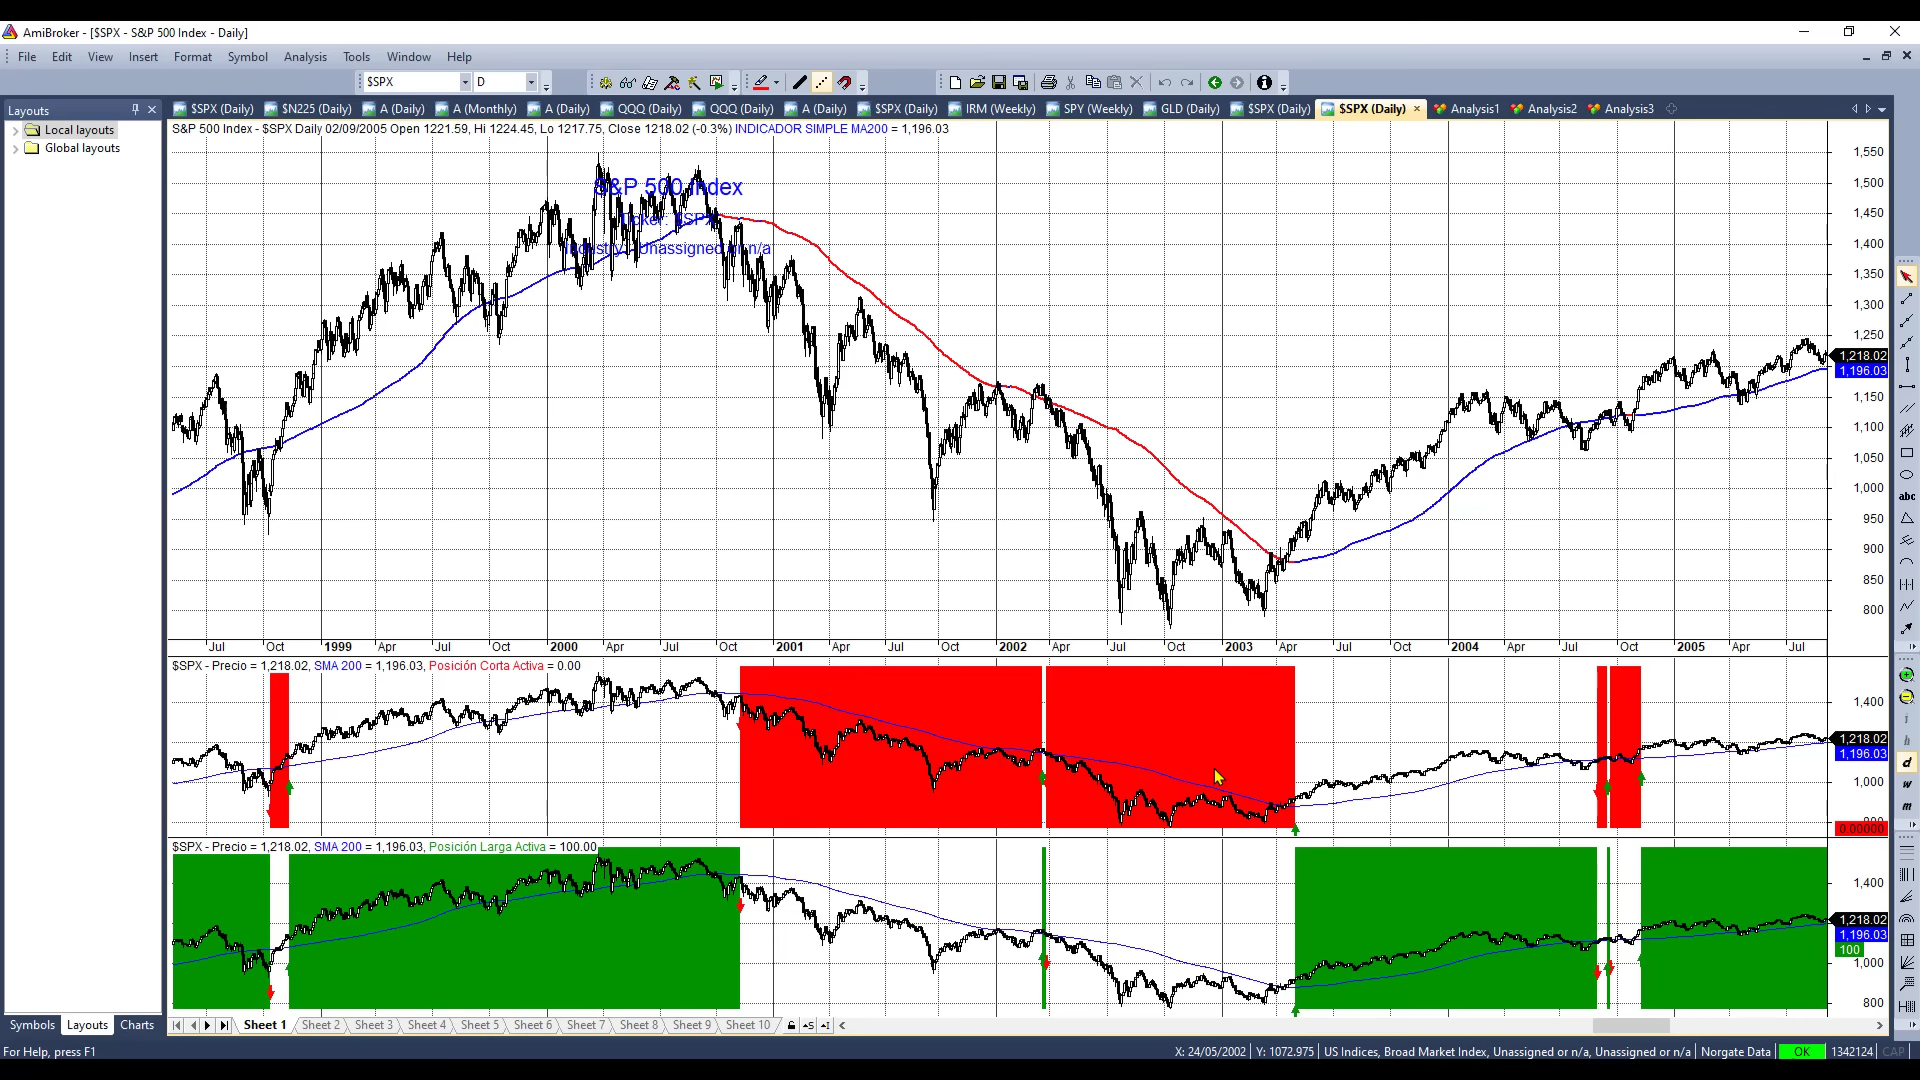 AmiBroker - [$SPX - S&P 500 Index - Daily]
File Edit View Insert Format Symbol Analysis Tools Window Help
$SPX D
Layouts
$SPX (Daily) $N225 (Daily) A (Daily) A (Monthly) A (Daily) QQQ (Daily) QQQ (Daily) A (Daily) $SPX (Daily) IRM (Weekly) SPY (Weekly) GLD (Daily) $SPX (Daily) $SPX (Daily) Analysis1 Analysis2 Analysis3
Local layouts
Global layouts
S&P 500 Index - $SPX Daily 02/09/2005 Open 1221.59, Hi 1224.45, Lo 1217.75, Close 1218.02 (-0.3%) INDICADOR SIMPLE MA200 = 1,196.03
S&P 500 Index
Ticker: $SPX
Industry: Unassigned or n/a
1,550
1,500
1,450
1,400
1,350
1,300
1,250
1,218.02
1,196.03
1,150
1,100
1,050
1,000
950
900
850
800
abc
Jul Oct 1999 Apr Jul Oct 2000 Apr Jul Oct 2001 Apr Jul Oct 2002 Apr Jul Oct 2003 Apr Jul Oct 2004 Apr Jul Oct 2005 Apr Jul
$SPX - Precio = 1,218.02, SMA 200 = 1,196.03, Posición Corta Activa = 0.00
1,400
1,218.02
1,196.03
1,000
0.00000
i
h
d
w
m
$SPX - Precio = 1,218.02, SMA 200 = 1,196.03, Posición Larga Activa = 100.00
1,400
1,218.02
1,196.03
100
1,000
800
Symbols Layouts Charts
Sheet 1 Sheet 2 Sheet 3 Sheet 4 Sheet 5 Sheet 6 Sheet 7 Sheet 8 Sheet 9 Sheet 10
For Help, press F1
X: 24/05/2002 Y: 1072.975 US Indices, Broad Market Index, Unassigned or n/a, Unassigned or n/a Norgate Data OK 1342124 CAP